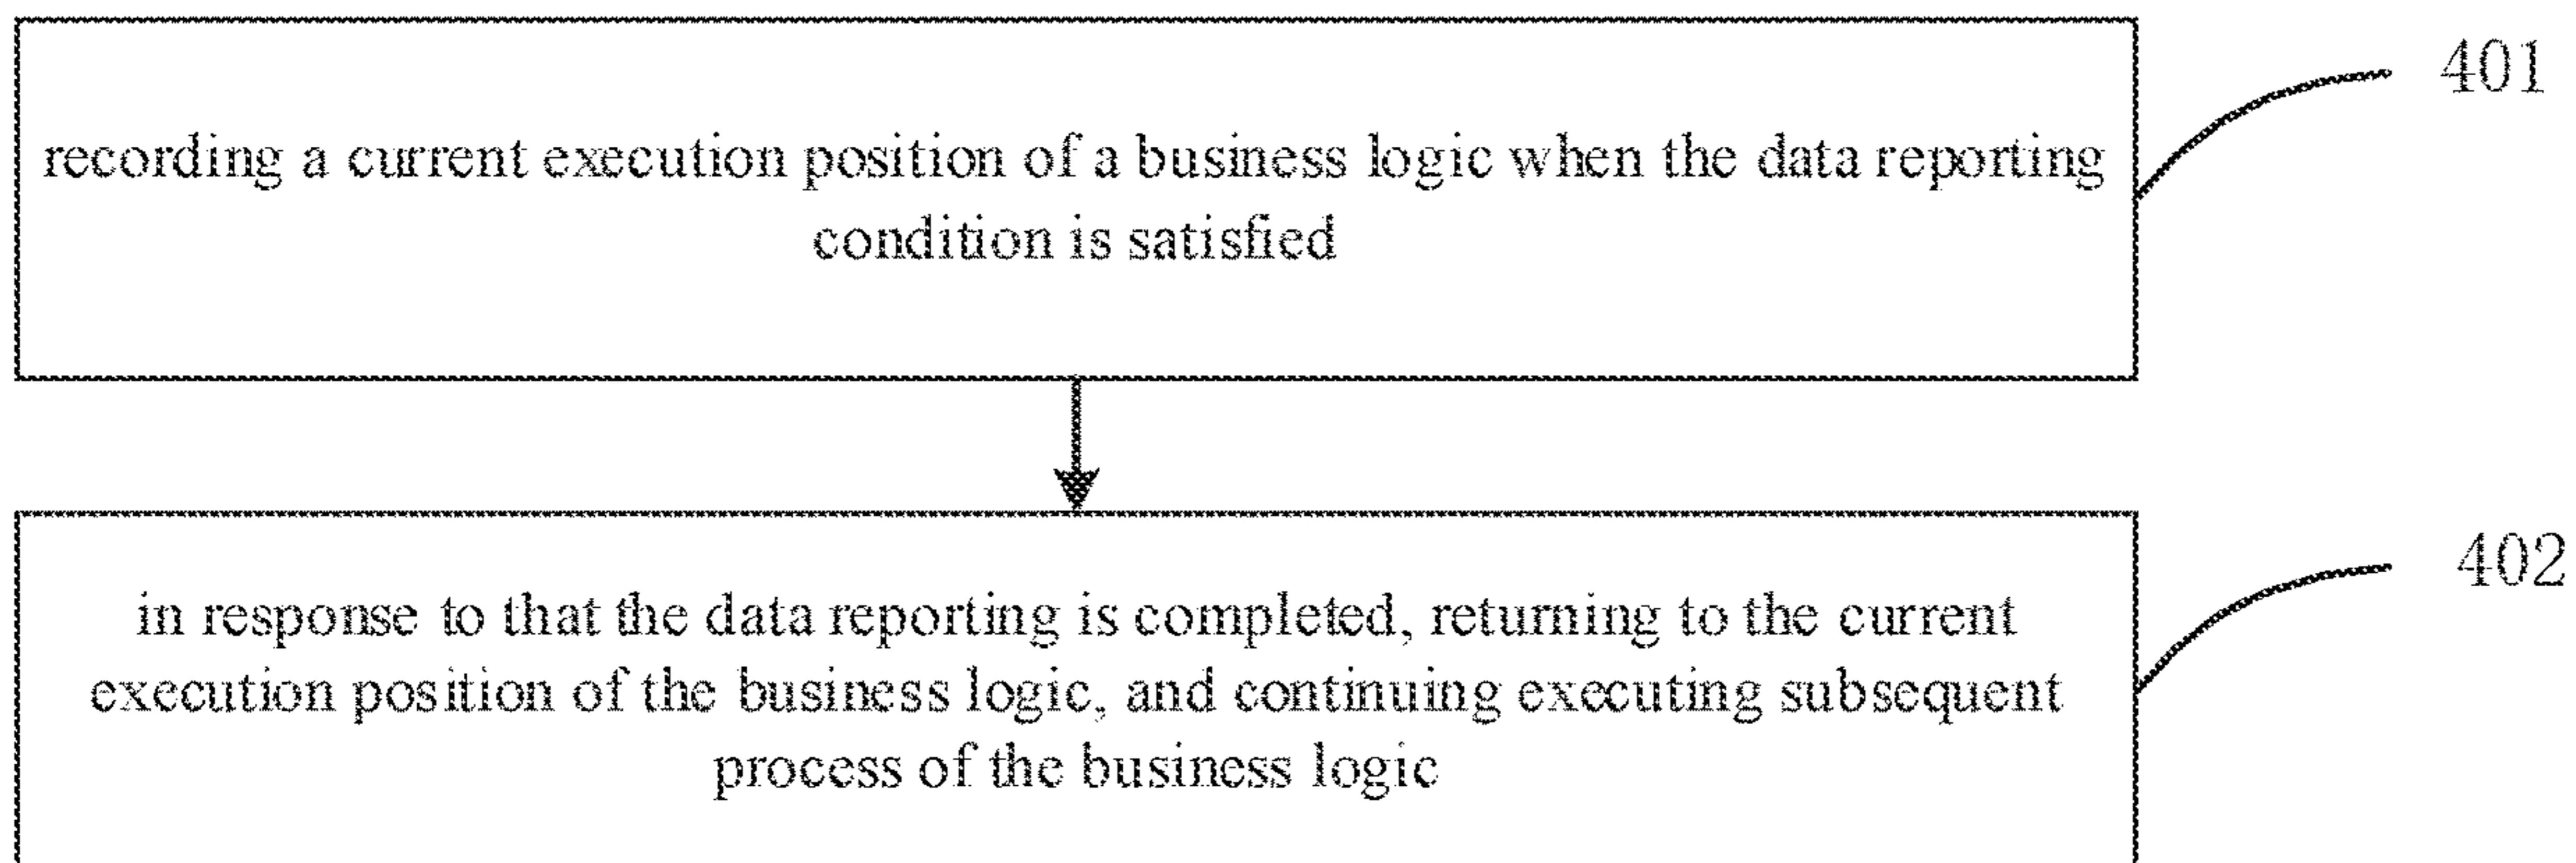 recording a current execution position of a business logic when the data reporting
condition is satisfied
401
in response to that the data reporting is completed, returning to the current
execution position of the business logic, and continuing executing subsequent
process of the business logic
402